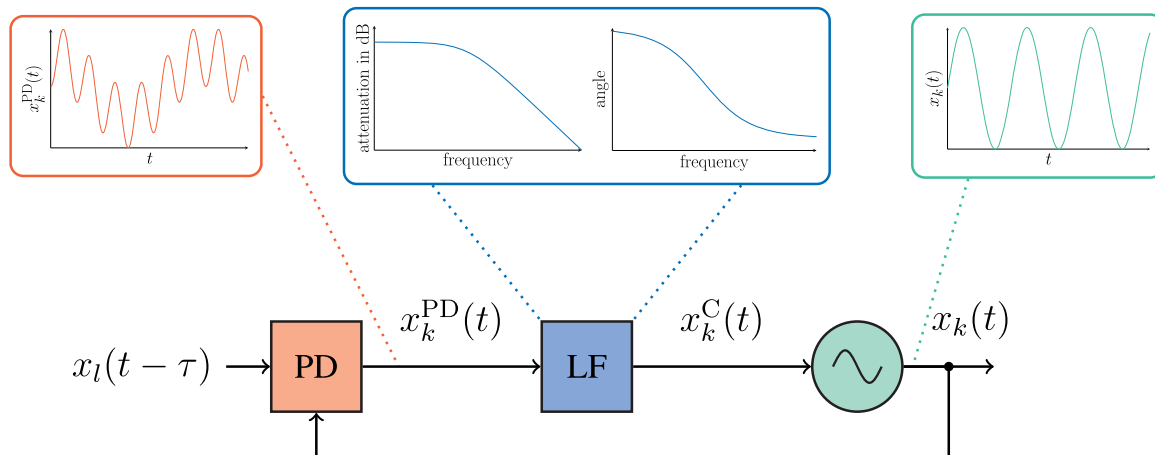 x_k^PD(t)
t
attenuation in dB
frequency
angle
frequency
x_k(t)
t
x_l(t − τ)
PD
x_k^PD(t)
LF
x_k^C(t)
x_k(t)